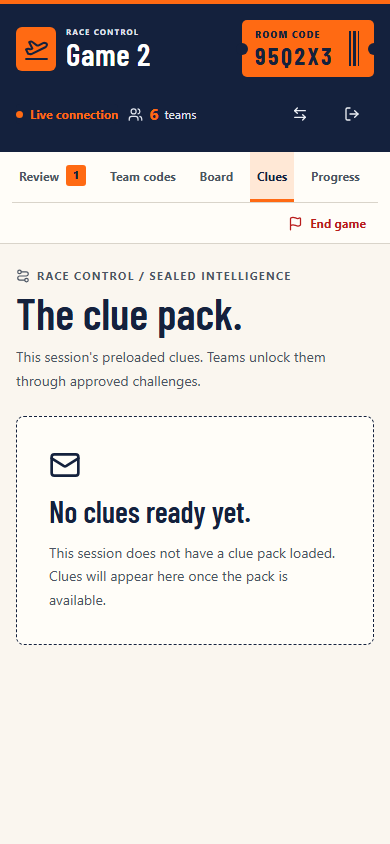 RACE CONTROL
Game 2
ROOM CODE
95Q2X3
Live connection
6 teams
Review 1
Team codes
Board
Clues
Progress
End game
RACE CONTROL / SEALED INTELLIGENCE
The clue pack.
This session's preloaded clues. Teams unlock them
through approved challenges.
No clues ready yet.
This session does not have a clue pack loaded.
Clues will appear here once the pack is
available.